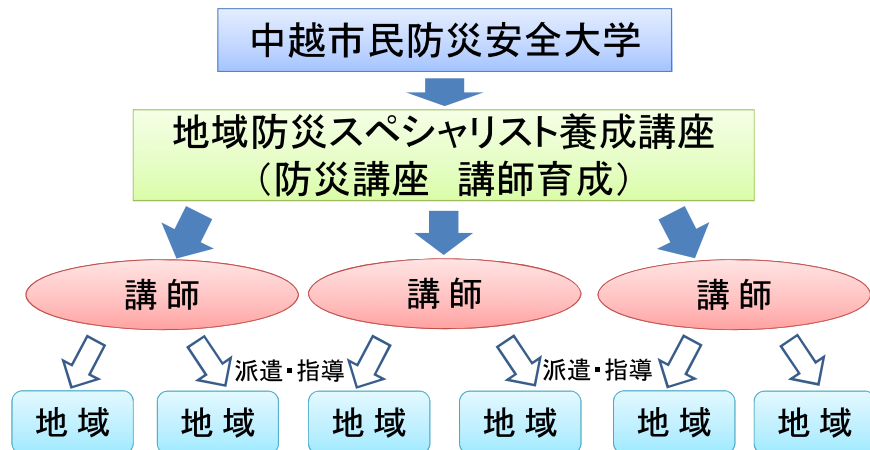 中越市民防災安全大学
地域防災スペシャリスト養成講座
（防災講座　講師育成）
講 師
講 師
講 師
派遣・指導
派遣・指導
地 域
地 域
地 域
地 域
地 域
地 域